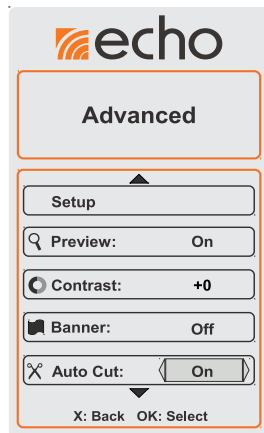 echo
Advanced
Setup
Preview: On
Contrast: +0
Banner: Off
Auto Cut: On
X: Back OK: Select